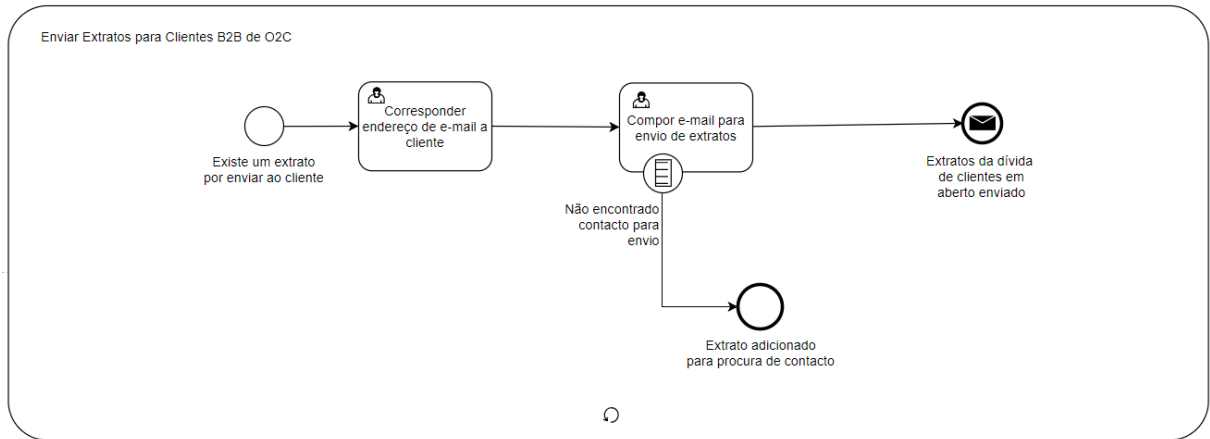 Enviar Extratos para Clientes B2B de O2C
Corresponder
endereço de e-mail a
cliente
Compor e-mail para
envio de extratos
Existe um extrato
por enviar ao cliente
Extratos da dívida
de clientes em
aberto enviado
Não encontrado
contacto para
envio
Extrato adicionado
para procura de contacto